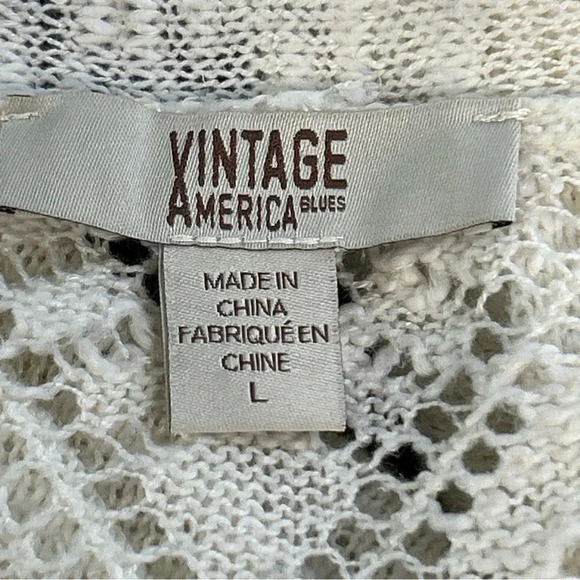 VINTAGE
AMERICA BLUES
MADE IN
CHINA
FABRIQUÉ EN
CHINE
L